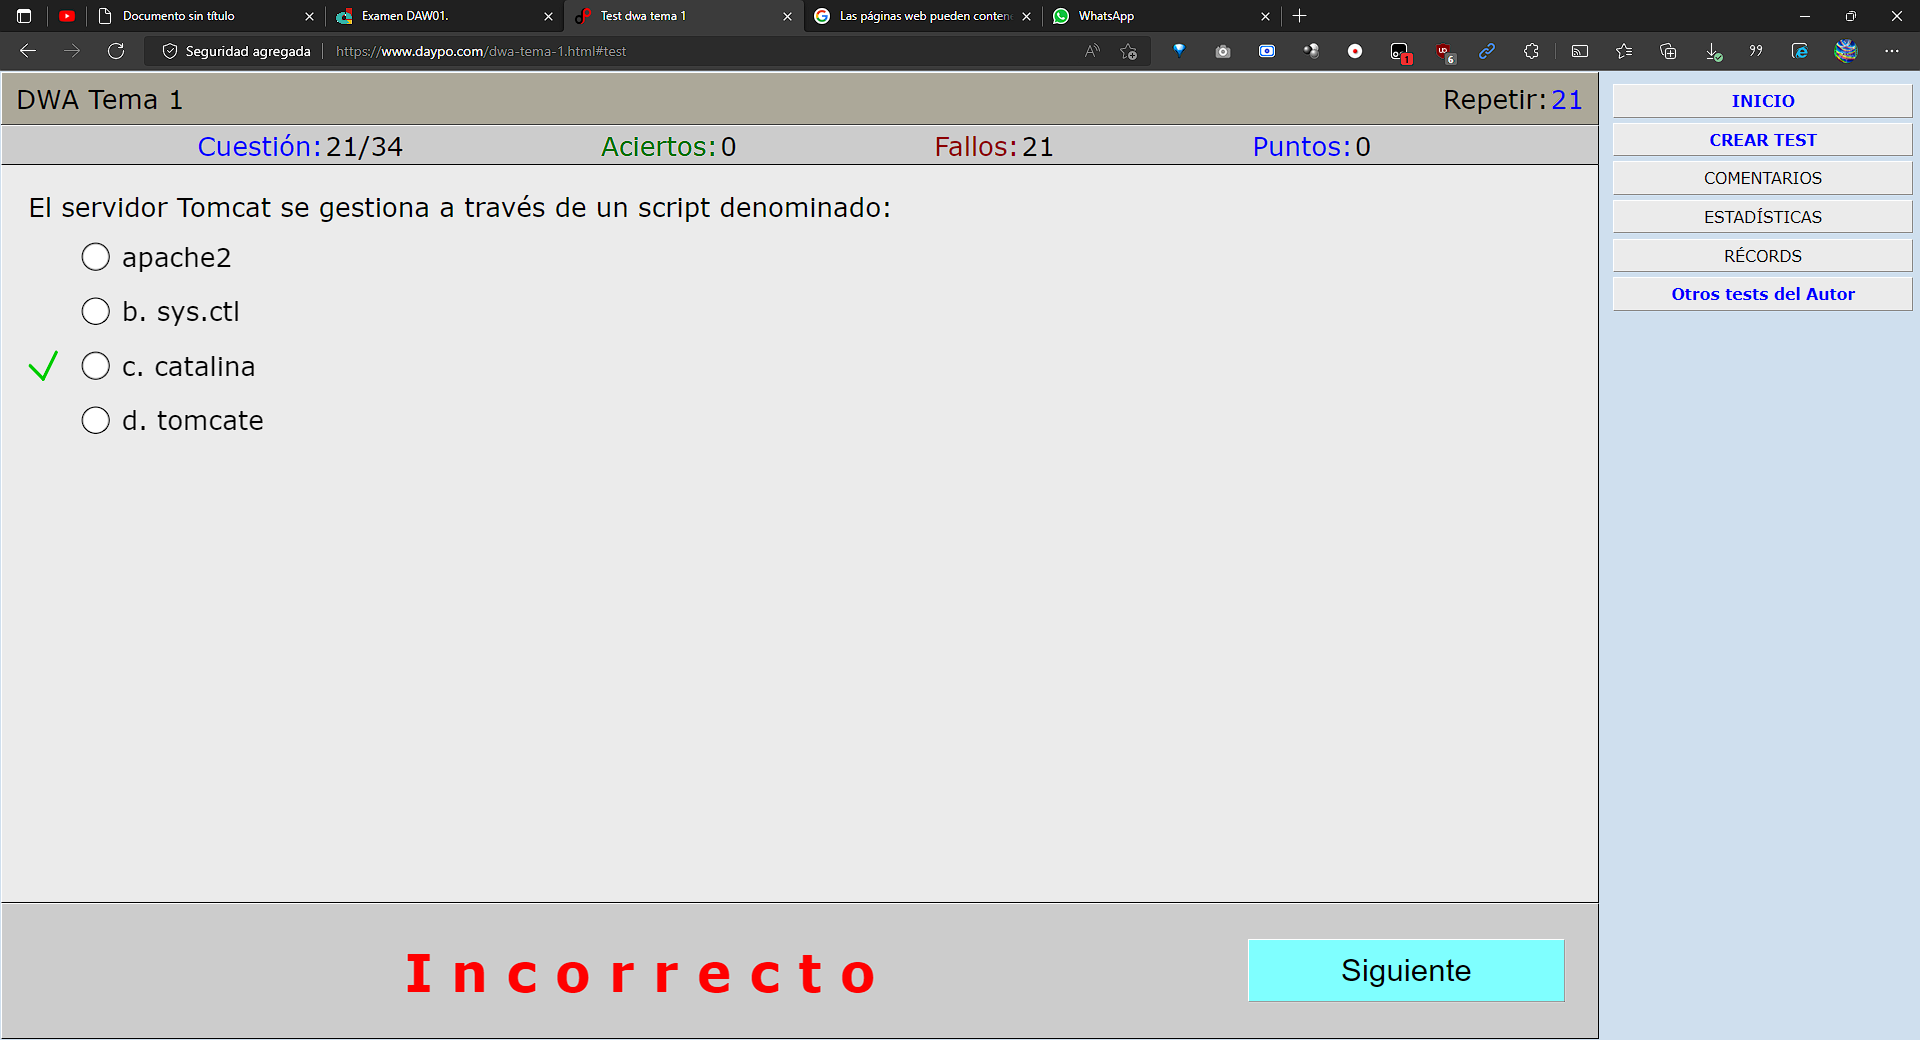 Documento sin título
Examen DAW01.
Test dwa tema 1
Las páginas web pueden conten
WhatsApp
Seguridad agregada
https://www.daypo.com/dwa-tema-1.html#test
1
6
DWA Tema 1
Repetir: 21
Cuestión: 21/34
Aciertos: 0
Fallos: 21
Puntos: 0
El servidor Tomcat se gestiona a través de un script denominado:
apache2
b. sys.ctl
c. catalina
d. tomcate
Incorrecto
Siguiente
INICIO
CREAR TEST
COMENTARIOS
ESTADÍSTICAS
RÉCORDS
Otros tests del Autor